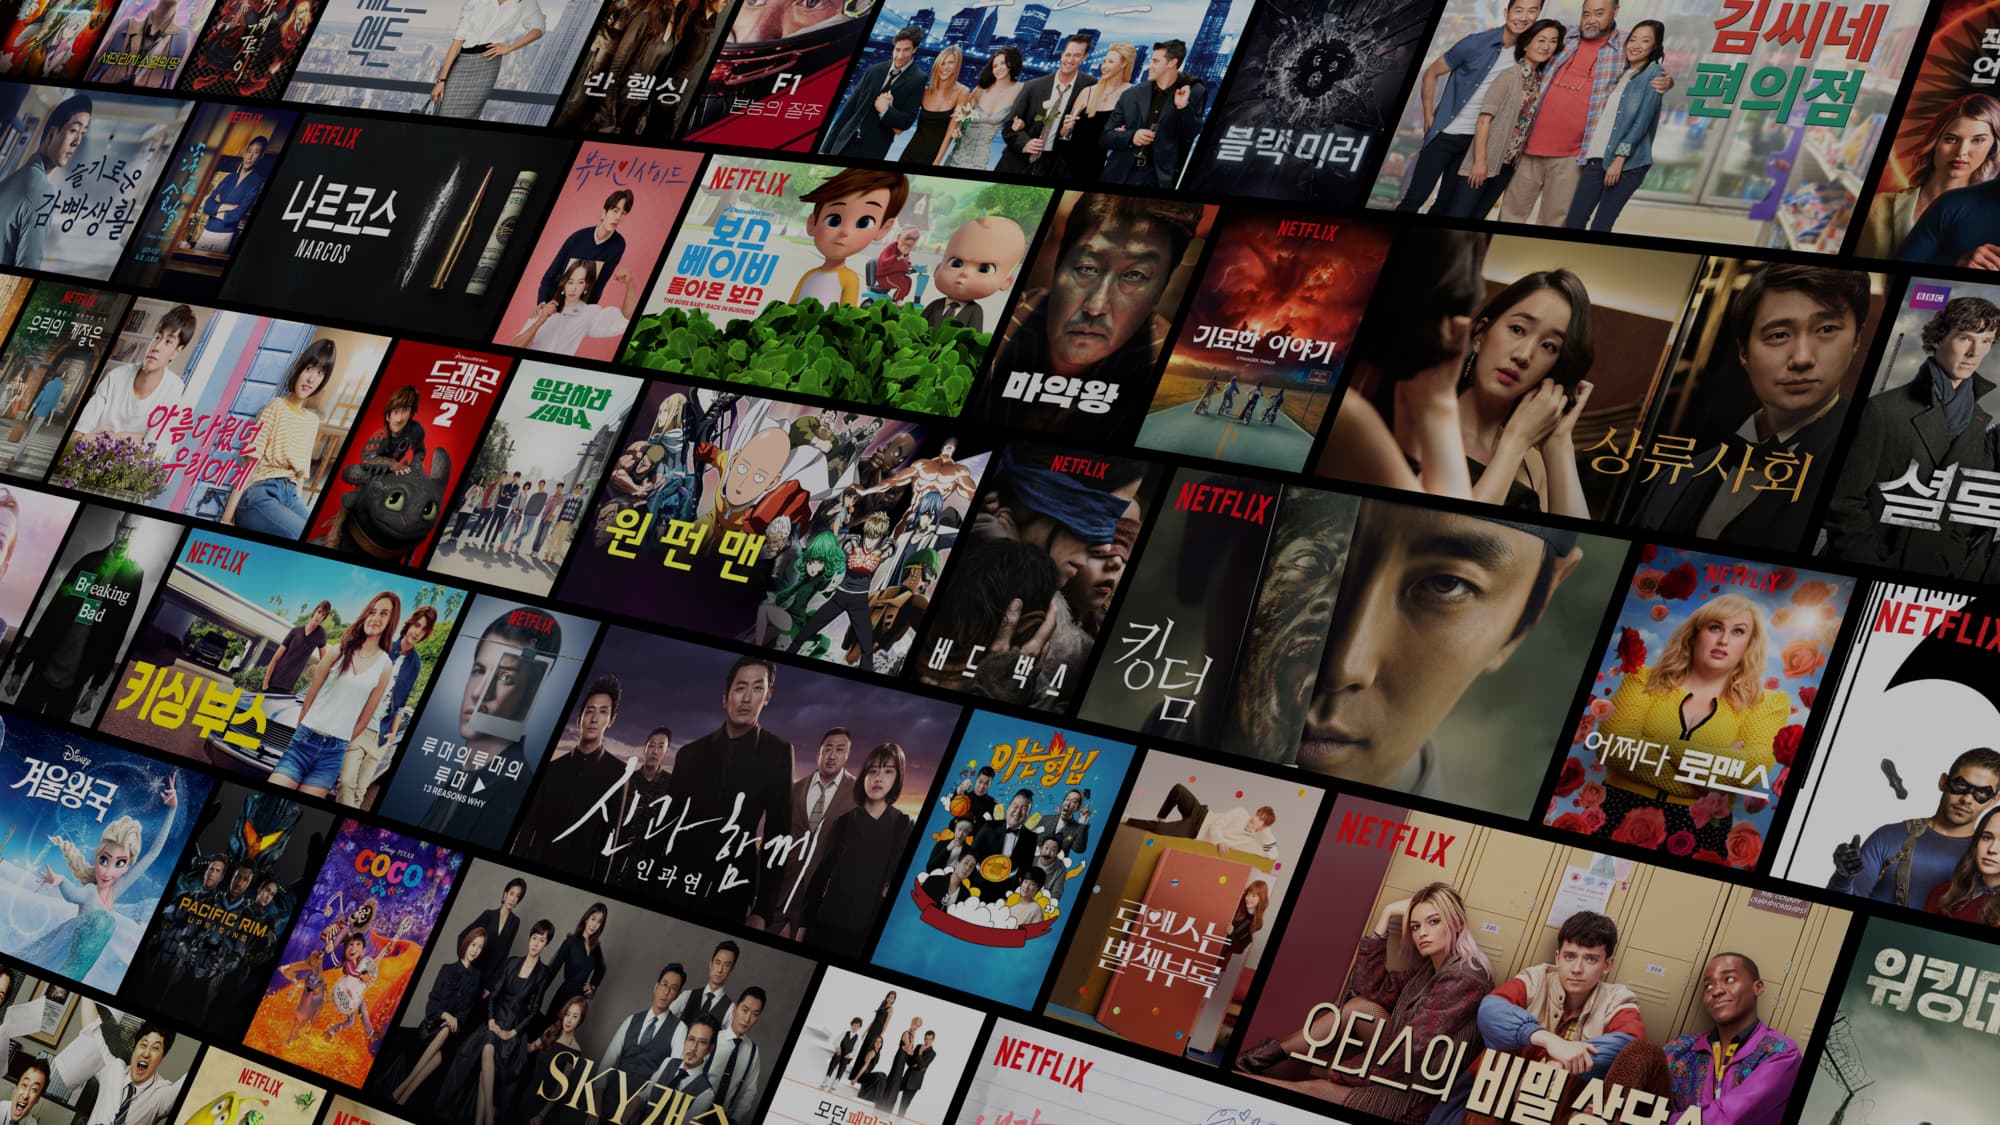 액트
반 헬싱
F1
본능의 질주
블랙 미러
김씨네
편의점
슬기로운
감빵생활
NETFLIX
NETFLIX
나르코스
NARCOS
뷰티 인사이드
NETFLIX
DREAMWORKS
보스
베이비
돌아온 보스
THE BOSS BABY: BACK IN BUSINESS
마약왕
NETFLIX
기묘한 이야기
STRANGER THINGS
상류사회
BBC
셜록
NETFLIX
우리의 계절은
아름다웠던
우리에게
드래곤
길들이기
2
응답하라
1994
원펀맨
NETFLIX
버드 박스
NETFLIX
킹덤
NETFLIX
어쩌다 로맨스
NETFLIX
Breaking
Bad
NETFLIX
키싱 부스
NETFLIX
루머의 루머의
루머
13 REASONS WHY
신과 함께
인과 연
아는 형님
로맨스는
별책부록
NETFLIX
오티스의
비밀 상담소
워킹데
Disney
겨울왕국
PACIFIC RIM
UPRISING
Disney PIXAR
COCO
SKY 캐슬
NETFLIX
NETFLIX
모던 패밀리
NETFLIX